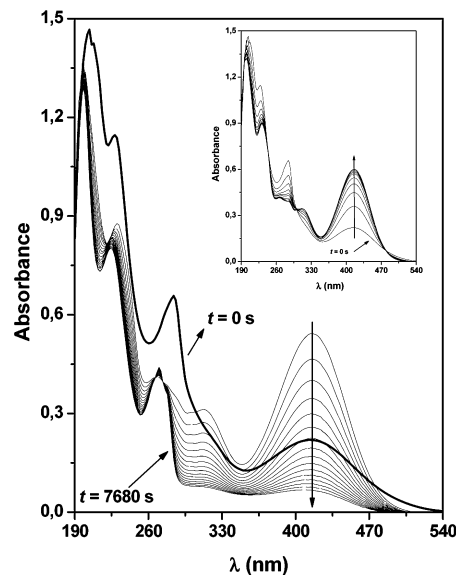 1,5
1,2
0,9
0,6
0,3
0,0
Absorbance
190 260 330 400 470 540
λ (nm)
t = 0 s
t = 7680 s
1,5
1,2
0,9
0,6
0,3
0,0
Absorbance
t = 0 s
190 260 330 400 470 540
λ (nm)